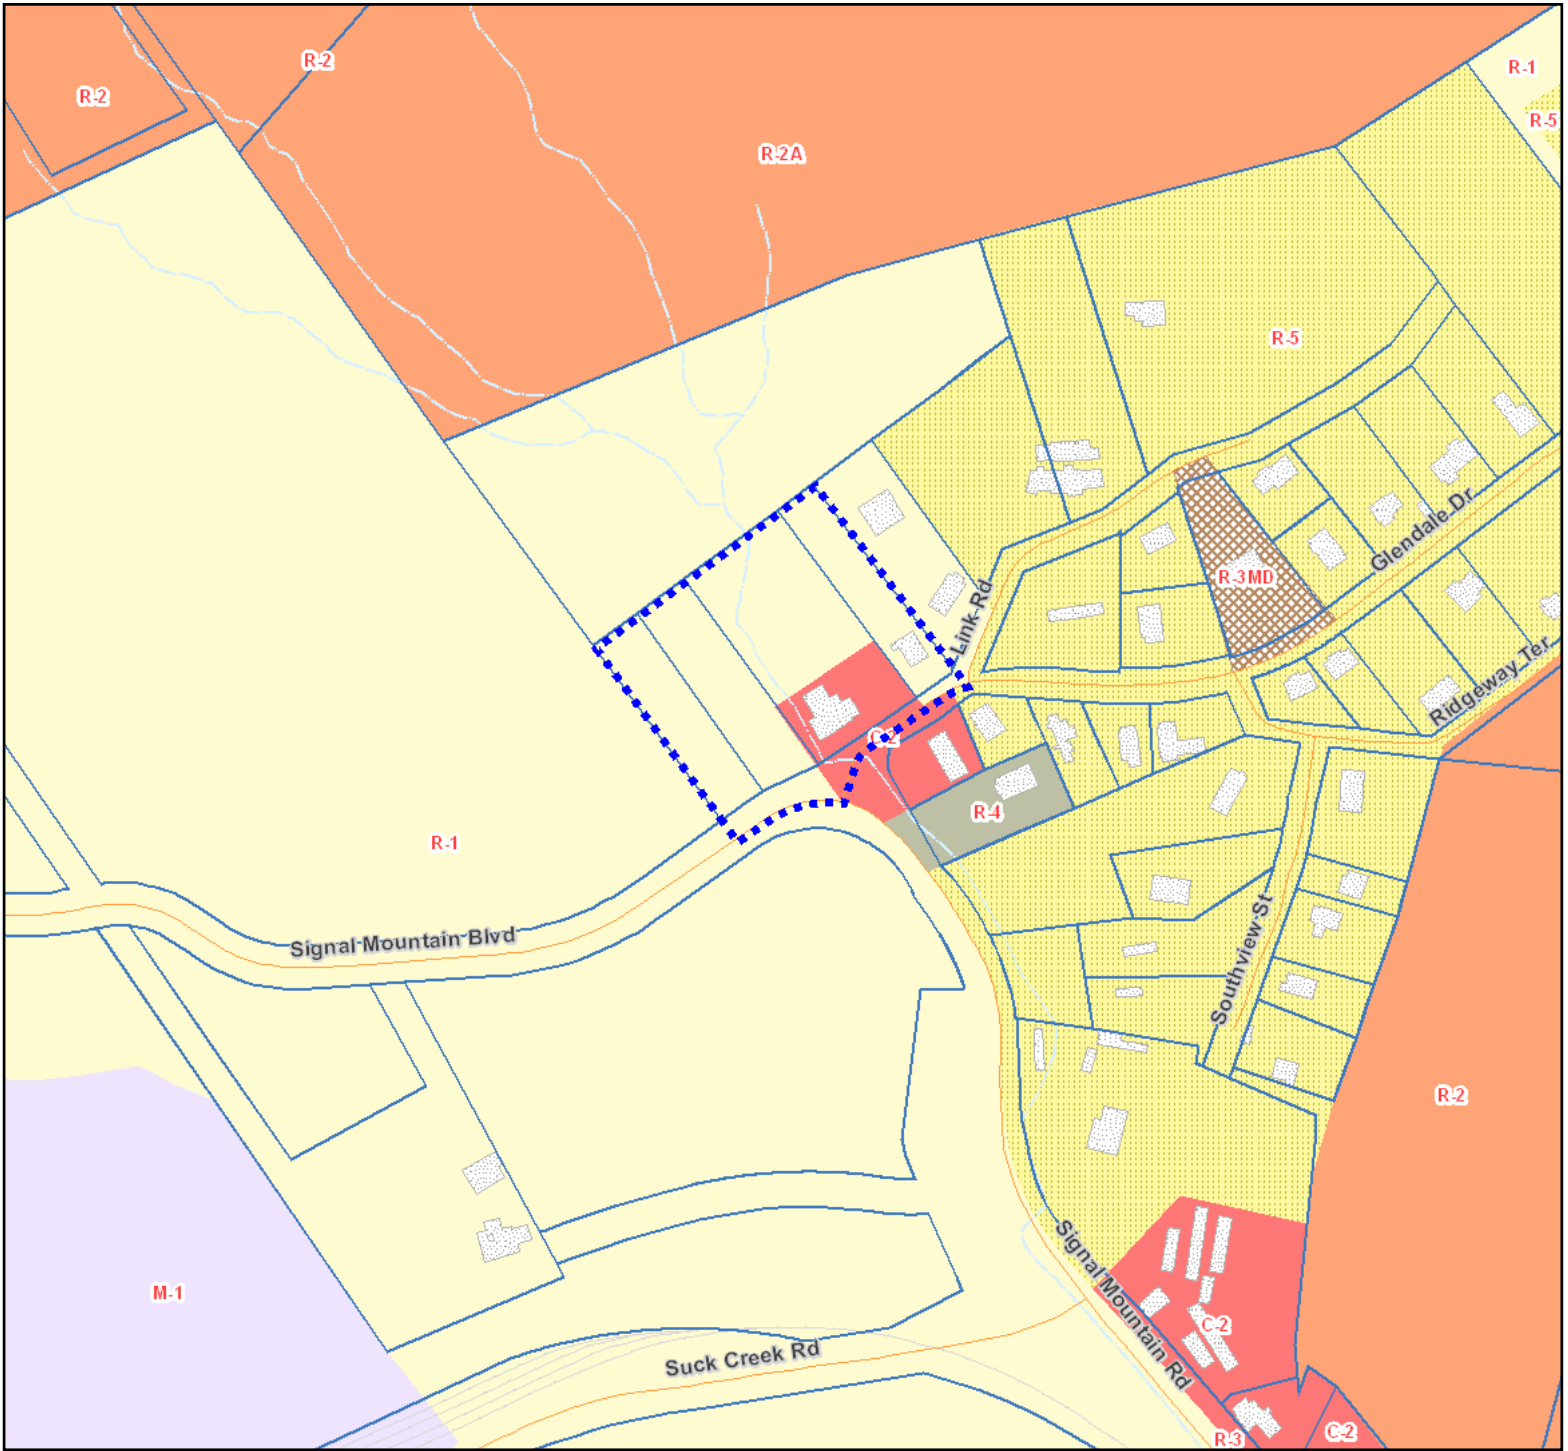 R-2
R-1
R-2
R-5
R-2A
R-5
Glendale Dr
R-3MD
Link Rd
Ridgeway Ter
C-2
R-4
R-1
Signal Mountain Blvd
Southview St
R-2
M-1
Signal Mountain Rd
C-2
Suck Creek Rd
C-2
R-3